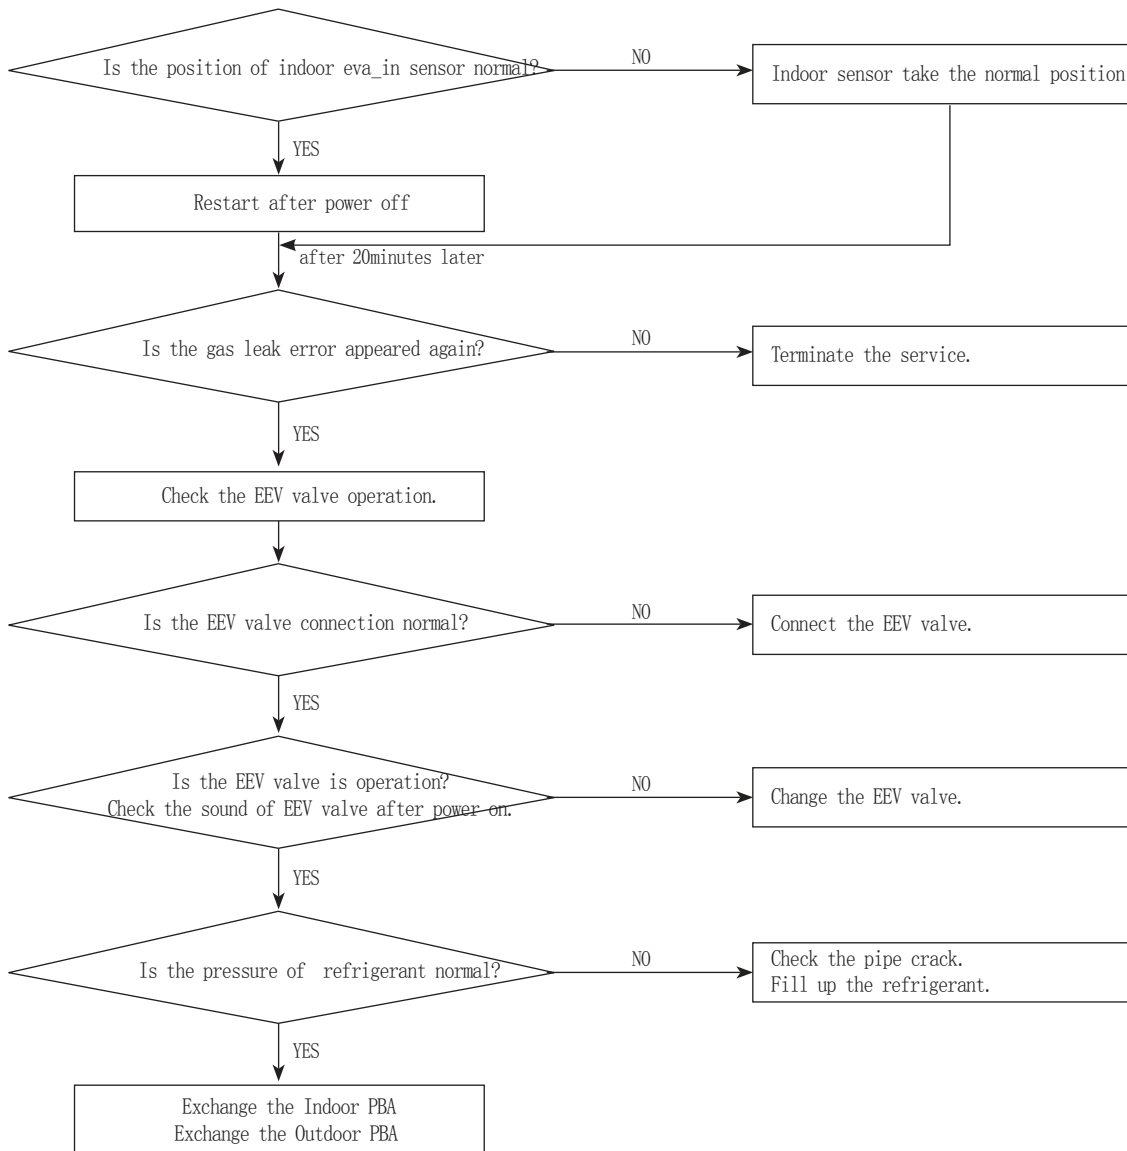 Is the position of indoor eva_in sensor normal?
NO
Indoor sensor take the normal position
YES
Restart after power off
after 20minutes later
Is the gas leak error appeared again?
NO
Terminate the service.
YES
Check the EEV valve operation.
Is the EEV valve connection normal?
NO
Connect the EEV valve.
YES
Is the EEV valve is operation?
Check the sound of EEV valve after power on.
NO
Change the EEV valve.
YES
Is the pressure of  refrigerant normal?
NO
Check the pipe crack.
Fill up the refrigerant.
YES
Exchange the Indoor PBA
Exchange the Outdoor PBA